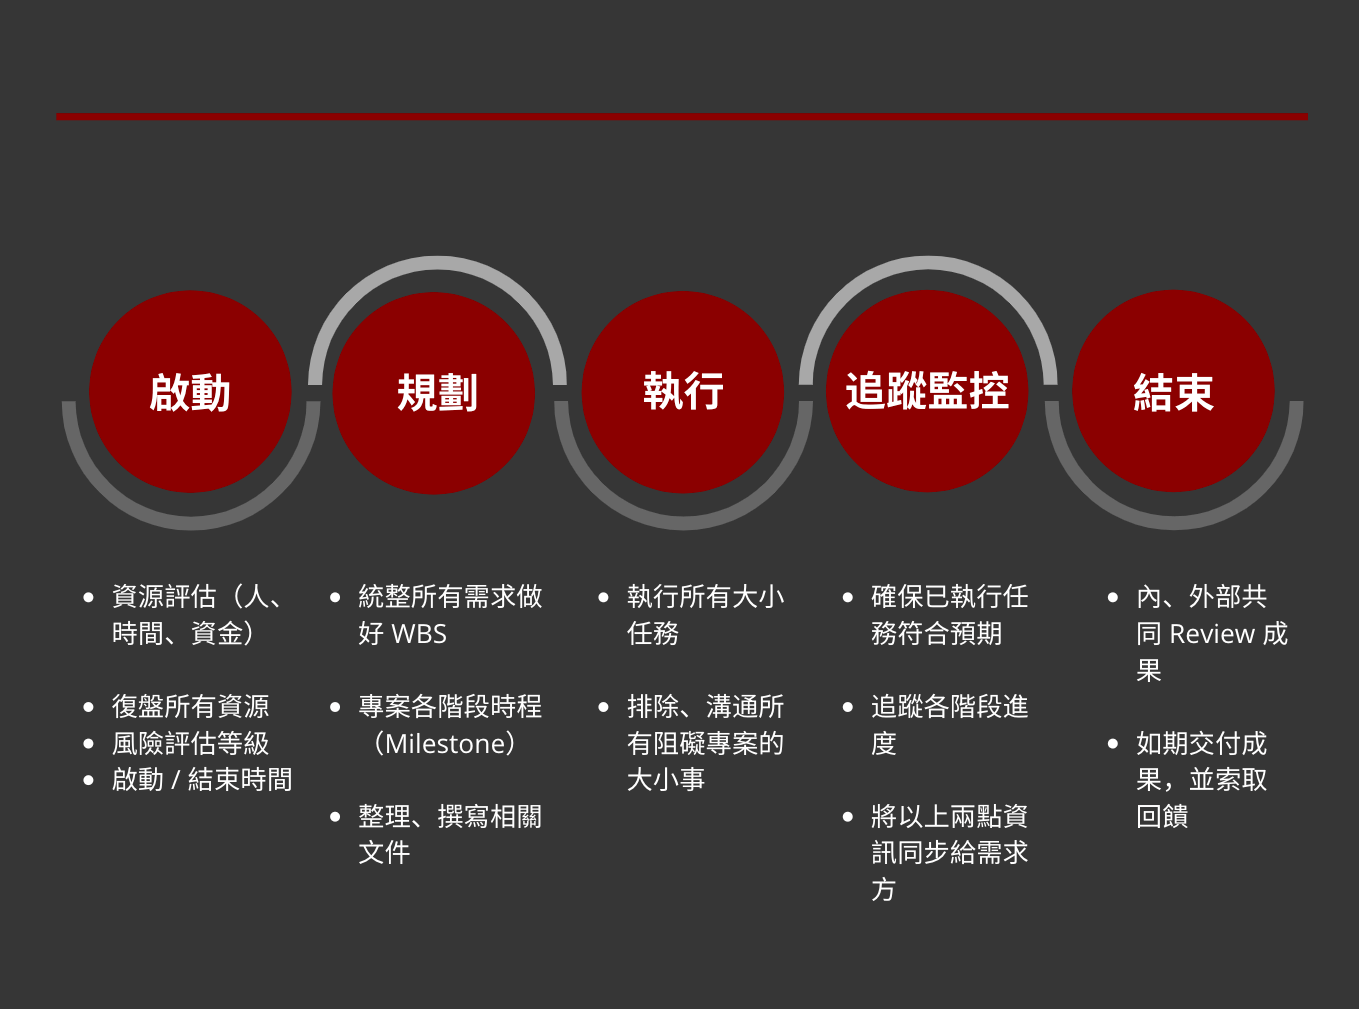 啟動
規劃
執行
追蹤監控
結束
• 資源評估（人、
時間、資金）
• 復盤所有資源
• 風險評估等級
• 啟動 / 結束時間
• 統整所有需求做
好 WBS
• 專案各階段時程
（Milestone）
• 整理、撰寫相關
文件
• 執行所有大小
任務
• 排除、溝通所
有阻礙專案的
大小事
• 確保已執行任
務符合預期
• 追蹤各階段進
度
• 將以上兩點資
訊同步給需求
方
• 內、外部共
同 Review 成
果
• 如期交付成
果，並索取
回饋